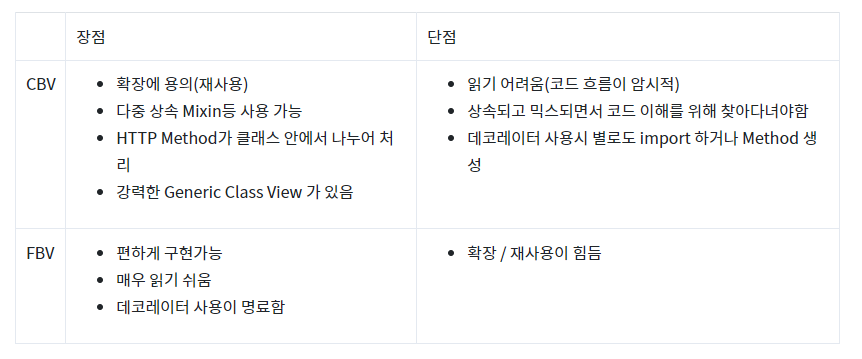 장점
단점
CBV
확장에 용의(재사용)
다중 상속 Mixin등 사용 가능
HTTP Method가 클래스 안에서 나누어 처
리
강력한 Generic Class View 가 있음
읽기 어려움(코드 흐름이 암시적)
상속되고 믹스되면서 코드 이해를 위해 찾아다녀야함
데코레이터 사용시 별로도 import 하거나 Method 생
성
FBV
편하게 구현가능
매우 읽기 쉬움
데코레이터 사용이 명료함
확장 / 재사용이 힘듬